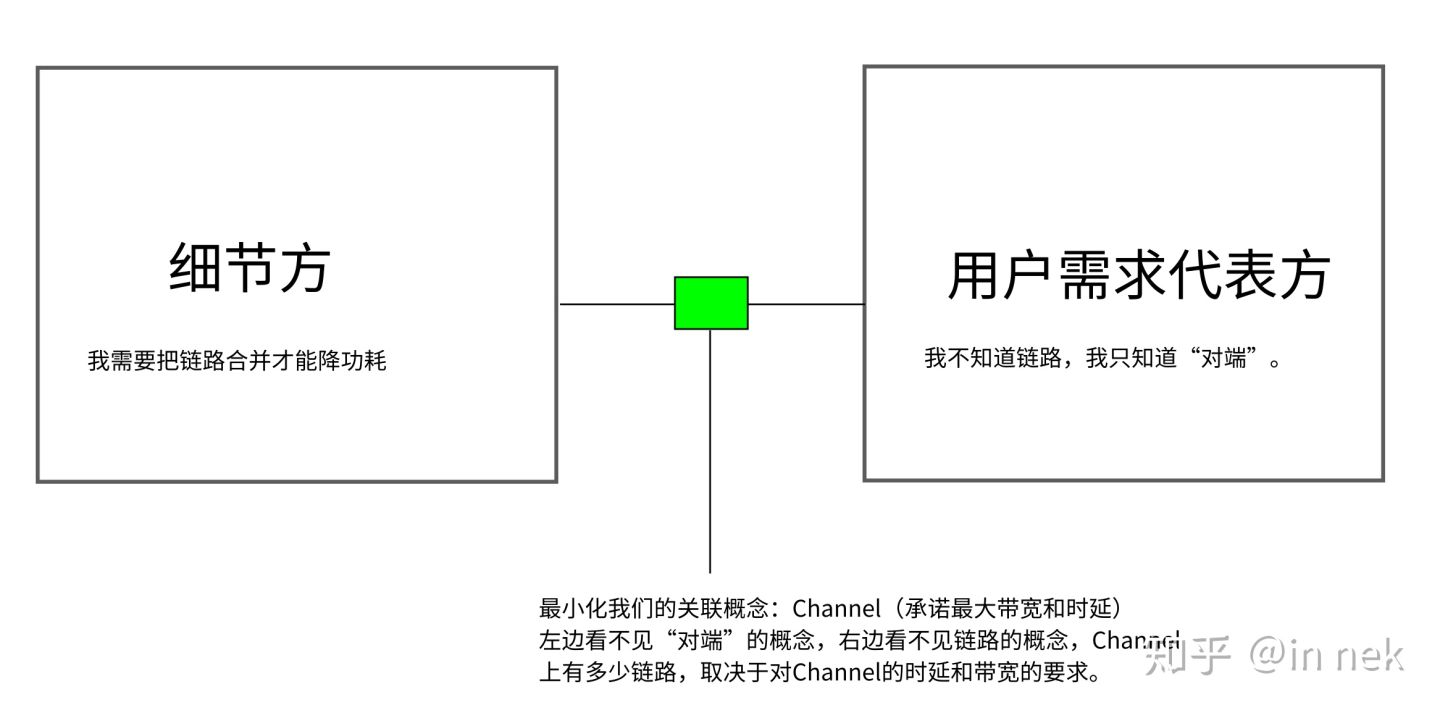 细节方
我需要把链路合并才能降功耗
用户需求代表方
我不知道链路，我只知道“对端”。
最小化我们的关联概念：Channel（承诺最大带宽和时延）
左边看不见“对端”的概念，右边看不见链路的概念，Channel
上有多少链路，取决于对Channel的时延和带宽的要求。
知乎 @in nek